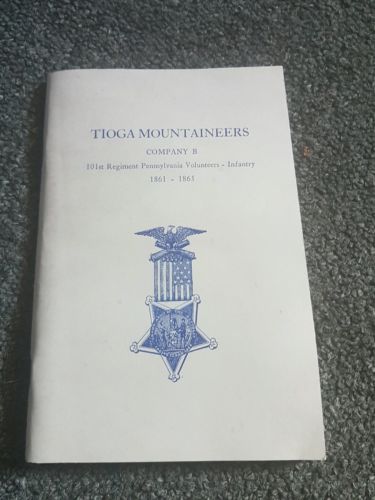 TIOGA MOUNTAINEERS
COMPANY B
101st Regiment Pennsylvania Volunteers - Infantry
1861 - 1865